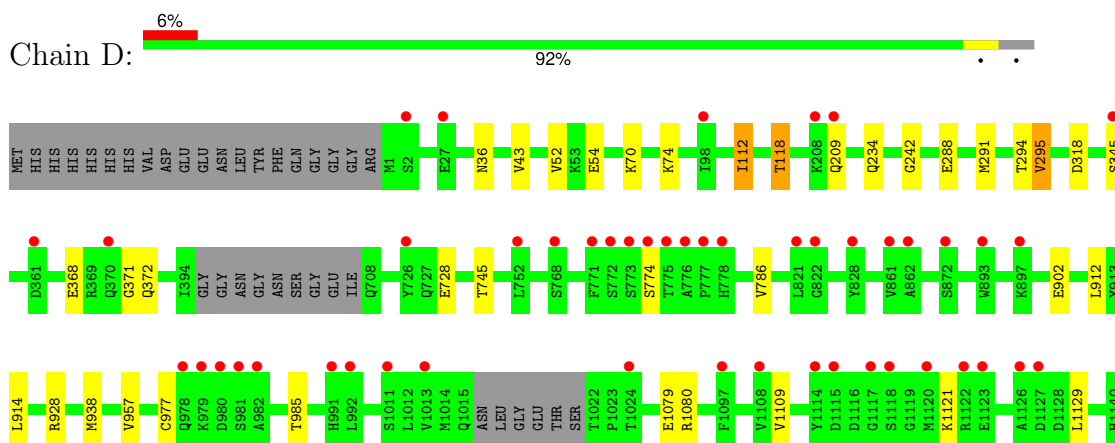 6%
Chain D:
92%
• •
MET HIS HIS HIS HIS HIS HIS VAL ASP GLU GLU ASN LEU TYR PHE GLN GLY GLY GLY ARG M1 S2 E27 N36 V43 V52 K53 E54 K70 K74 I98 I112 T118 K208 Q209 Q234 G242 E288 M291 T294 V295 D318 S345
D361 E368 R369 Q370 G371 Q372 I394 GLY GLY ASN GLY ASN SER GLY GLU ILE Q708 Y726 Q727 E728 T745 L752 S768 F771 S772 S773 S774 T775 A776 P777 H778 V786 L821 G822 Y828 V861 A862 S872 W893 K897 E902 L912 Y913
L914 R928 M938 V957 C977 Q978 K979 D980 S981 A982 T985 H991 L992 S1011 L1012 V1013 M1014 Q1015 ASN LEU GLY GLU THR SER T1022 P1023 T1024 E1079 R1080 F1097 V1108 V1109 Y1114 D1115 D1116 G1117 S1118 G1119 M1120 K1121 R1122 E1123 A1126 D1127 D1128 L1129